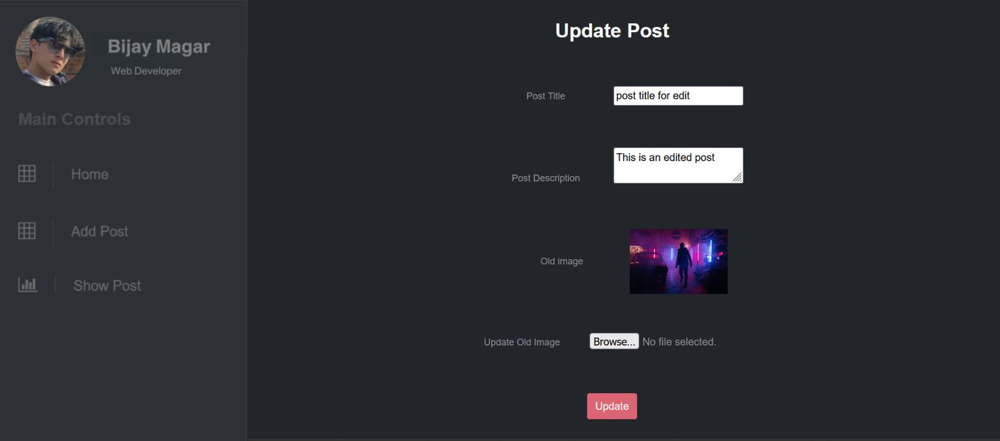 Bijay Magar
Web Developer
Main Controls
Home
Add Post
Show Post
Update Post
Post Title
post title for edit
Post Description
This is an edited post
Old image
Update Old Image
Browse... No file selected.
Update